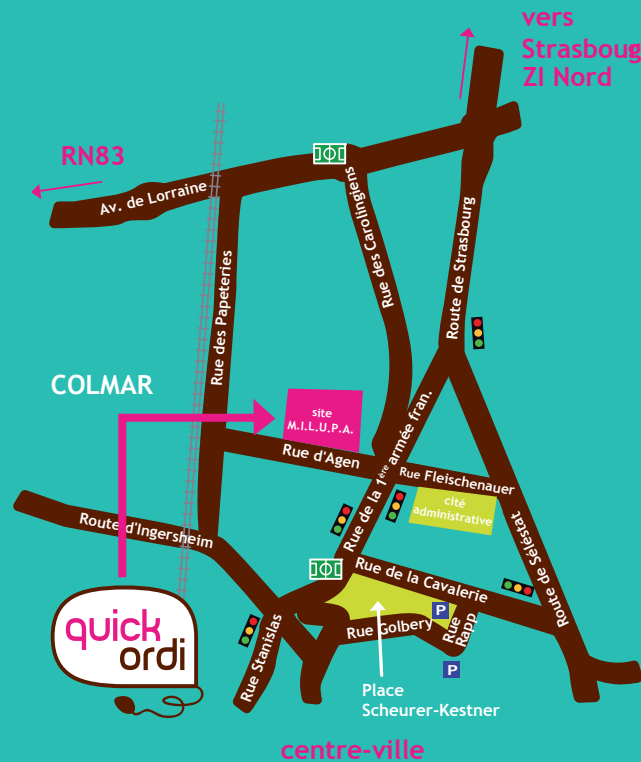 vers
Strasbourg
ZI Nord
RN83
Av. de Lorraine
Rue des Carolingiens
Route de Strasbourg
Rue des Papeteries
COLMAR
site
M.I.L.U.P.A.
Rue de la 1ère armée fran.
Rue d'Agen
Rue Fleischenauer
cité
administrative
Route d'Ingersheim
Rue de la Cavalerie
Route de Séléstat
P
quick
ordi
Rue Stanislas
Rue Golbery
Rue
Rapp
P
Place
Scheurer-Kestner
centre-ville